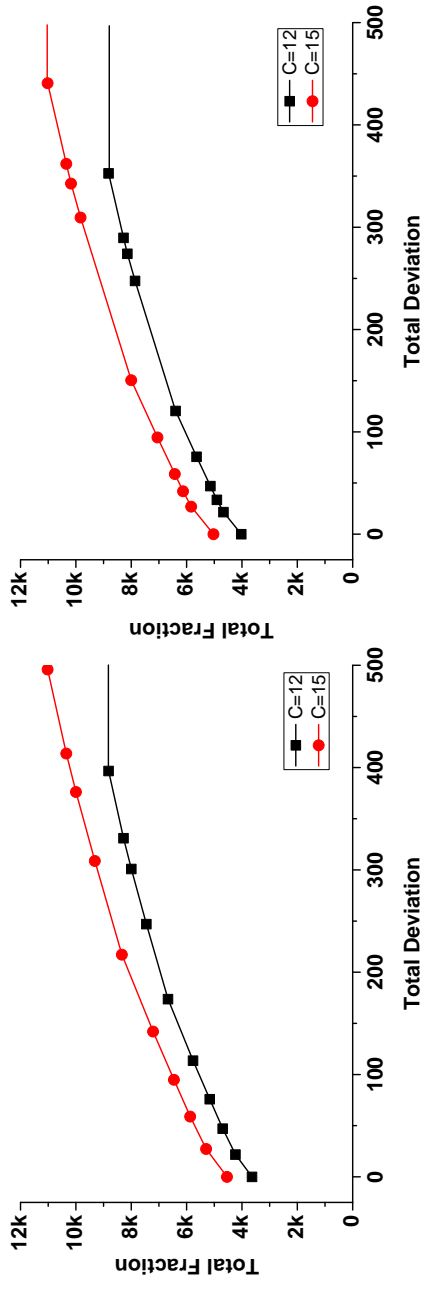 Total Fraction
12k
10k
8k
6k
4k
2k
0
C=12
C=15
0
100
200
300
400
500
Total Deviation
Total Fraction
12k
10k
8k
6k
4k
2k
0
C=12
C=15
0
100
200
300
400
500
Total Deviation